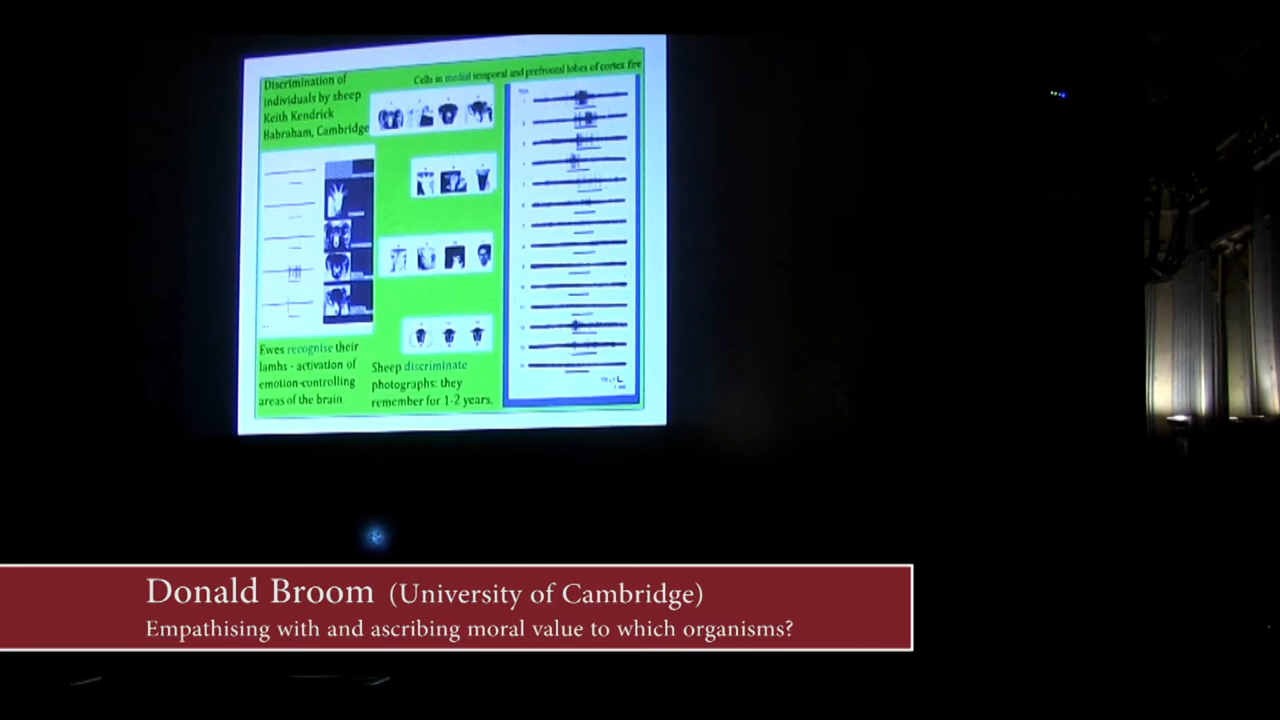 Discrimination of
individuals by sheep
Keith Kendrick
Babraham, Cambridge
Cells in medial temporal and prefrontal lobes of cortex fire
Ewes recognise their
lambs - activation of
emotion-controlling
areas of the brain.
Sheep discriminate
photographs: they
remember for 1-2 years.
Donald Broom (University of Cambridge)
Empathising with and ascribing moral value to which organisms?